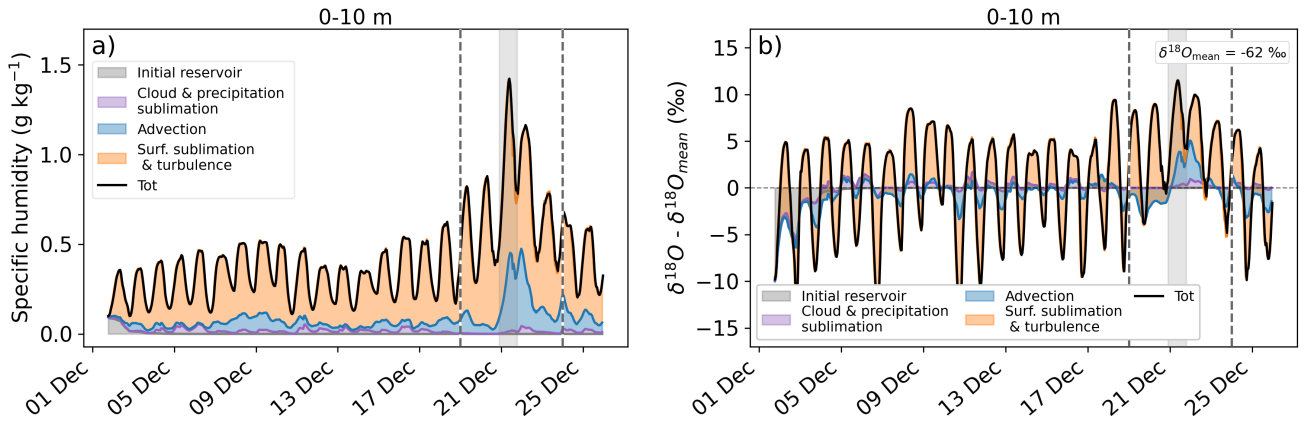 0-10 m
a)
Specific humidity (g kg⁻¹)
1.5
1.0
0.5
0.0
Initial reservoir
Cloud & precipitation
sublimation
Advection
Surf. sublimation
& turbulence
Tot
01 Dec
05 Dec
09 Dec
13 Dec
17 Dec
21 Dec
25 Dec
0-10 m
b)
δ¹⁸O_mean = -62 ‰
δ¹⁸O - δ¹⁸O_mean (‰)
15
10
5
0
−5
−10
−15
Initial reservoir
Cloud & precipitation
sublimation
Advection
Surf. sublimation
& turbulence
Tot
01 Dec
05 Dec
09 Dec
13 Dec
17 Dec
21 Dec
25 Dec